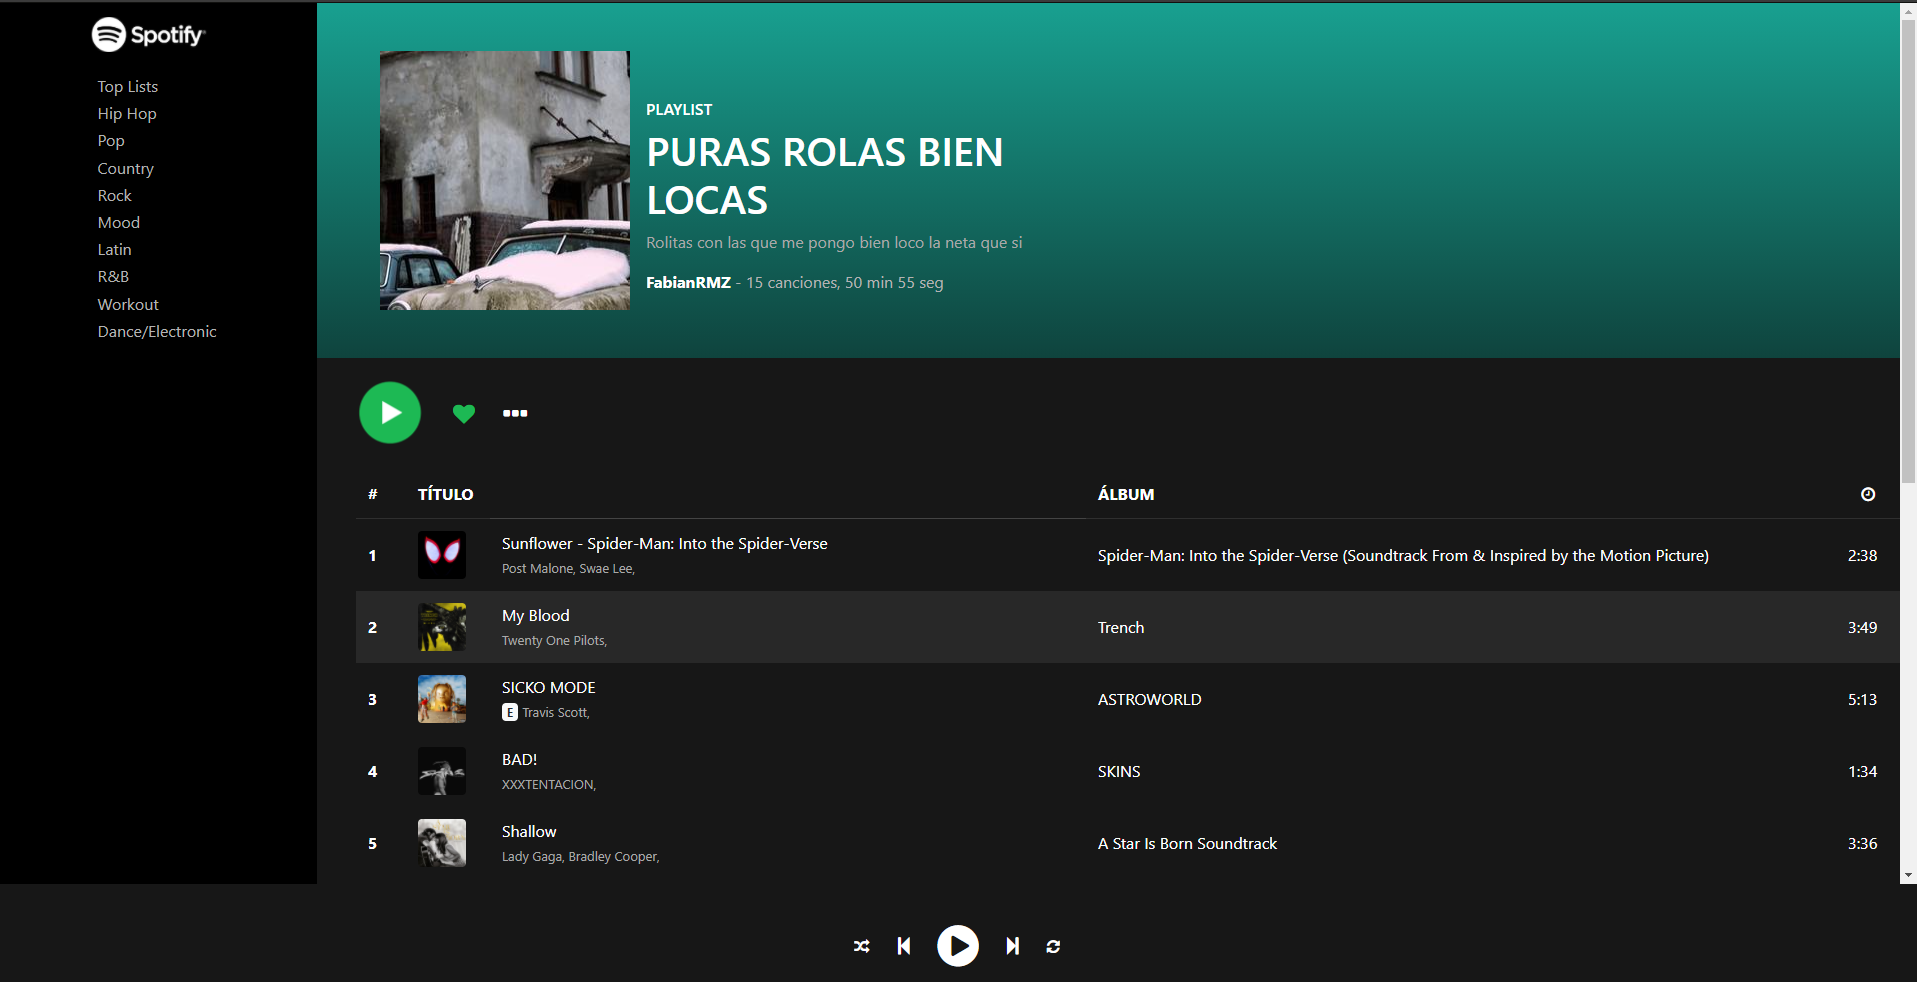 Spotify
Top Lists
Hip Hop
Pop
Country
Rock
Mood
Latin
R&B
Workout
Dance/Electronic
PLAYLIST
PURAS ROLAS BIEN
LOCAS
Rolitas con las que me pongo bien loco la neta que si
FabianRMZ - 15 canciones, 50 min 55 seg
# TÍTULO ÁLBUM
1 Sunflower - Spider-Man: Into the Spider-Verse Spider-Man: Into the Spider-Verse (Soundtrack From & Inspired by the Motion Picture) 2:38
Post Malone, Swae Lee,
2 My Blood Trench 3:49
Twenty One Pilots,
3 SICKO MODE ASTROWORLD 5:13
E Travis Scott,
4 BAD! SKINS 1:34
XXXTENTACION,
5 Shallow A Star Is Born Soundtrack 3:36
Lady Gaga, Bradley Cooper,